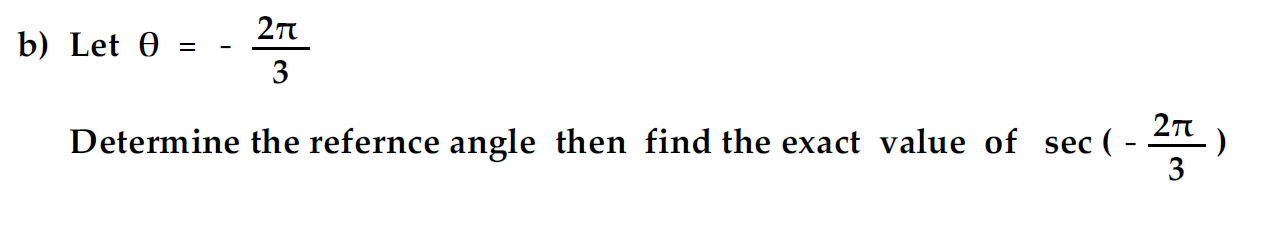 b) Let θ = - 2π/3
Determine the refernce angle then find the exact value of sec ( - 2π/3 )